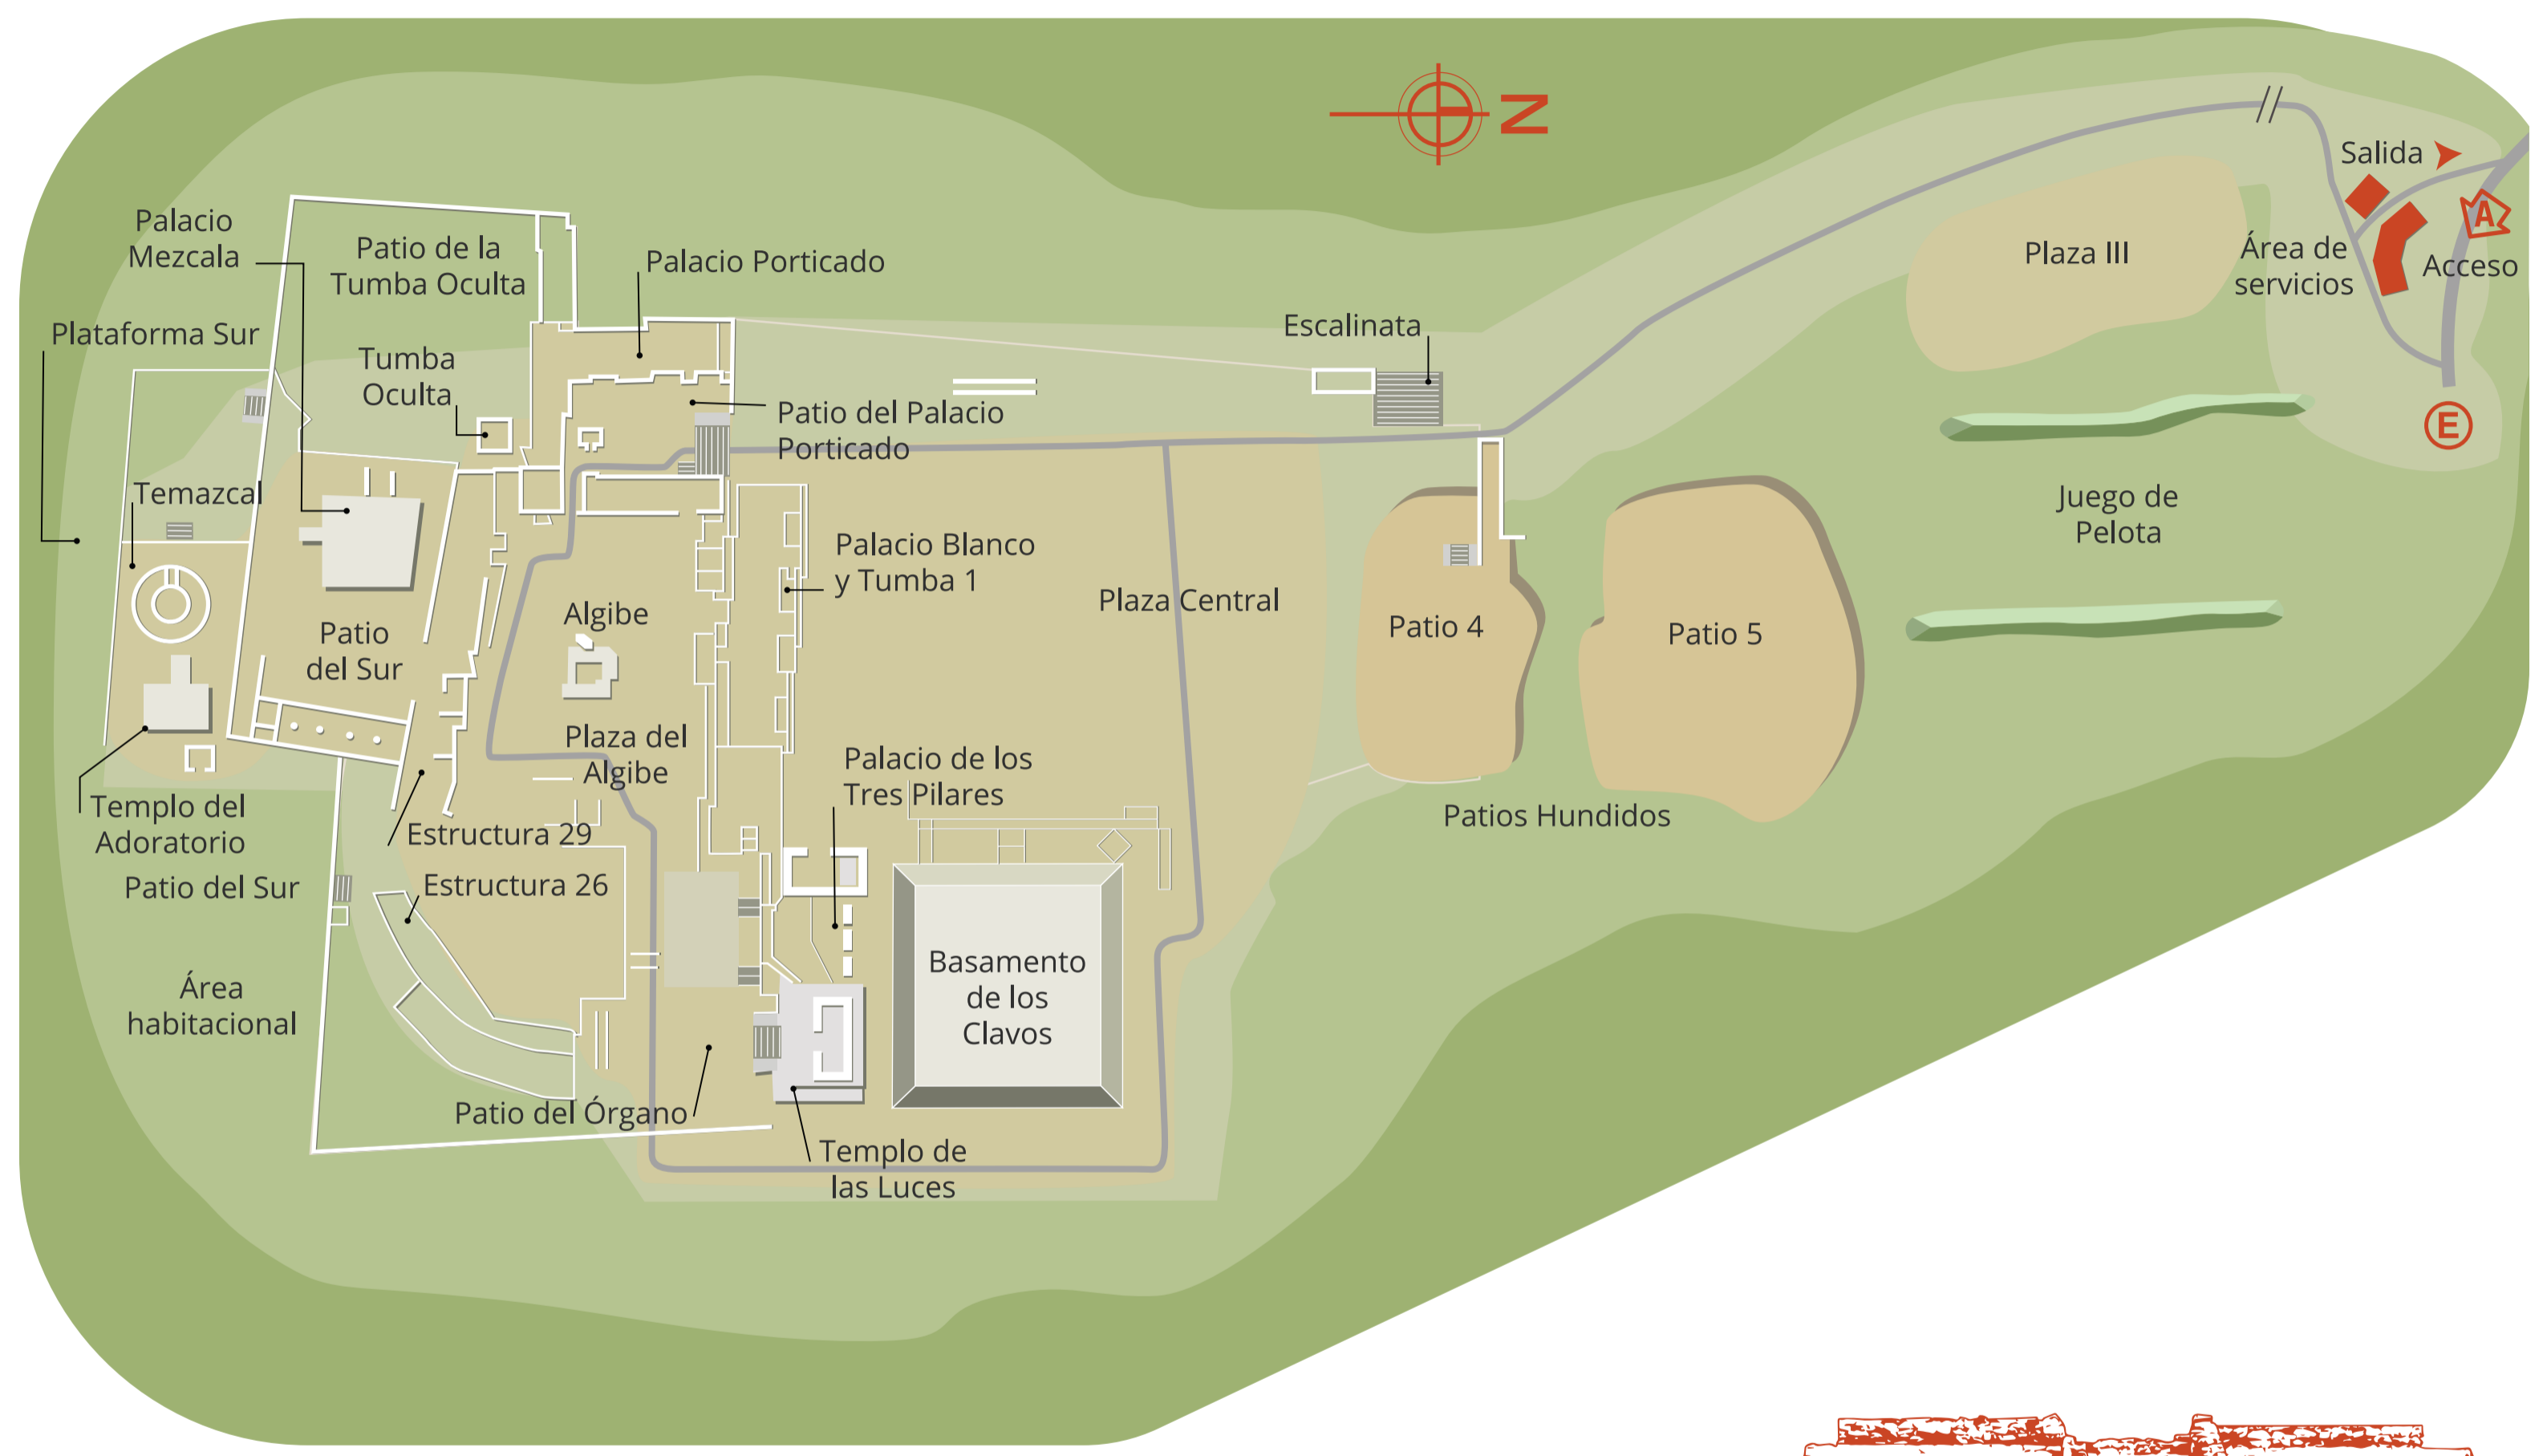 N
Salida
A
Acceso
Área de
servicios
E
Plaza III
Juego de
Pelota
Palacio
Mezcala
Patio de la
Tumba Oculta
Palacio Porticado
Plataforma Sur
Tumba
Oculta
Escalinata
Patio del Palacio
Porticado
Temazcal
Palacio Blanco
y Tumba 1
Plaza Central
Patio 4
Patio 5
Algibe
Patio
del Sur
Plaza del
Algibe
Palacio de los
Tres Pilares
Patios Hundidos
Templo del
Adoratorio
Estructura 29
Patio del Sur
Estructura 26
Área
habitacional
Basamento
de los
Clavos
Patio del Órgano
Templo de
las Luces